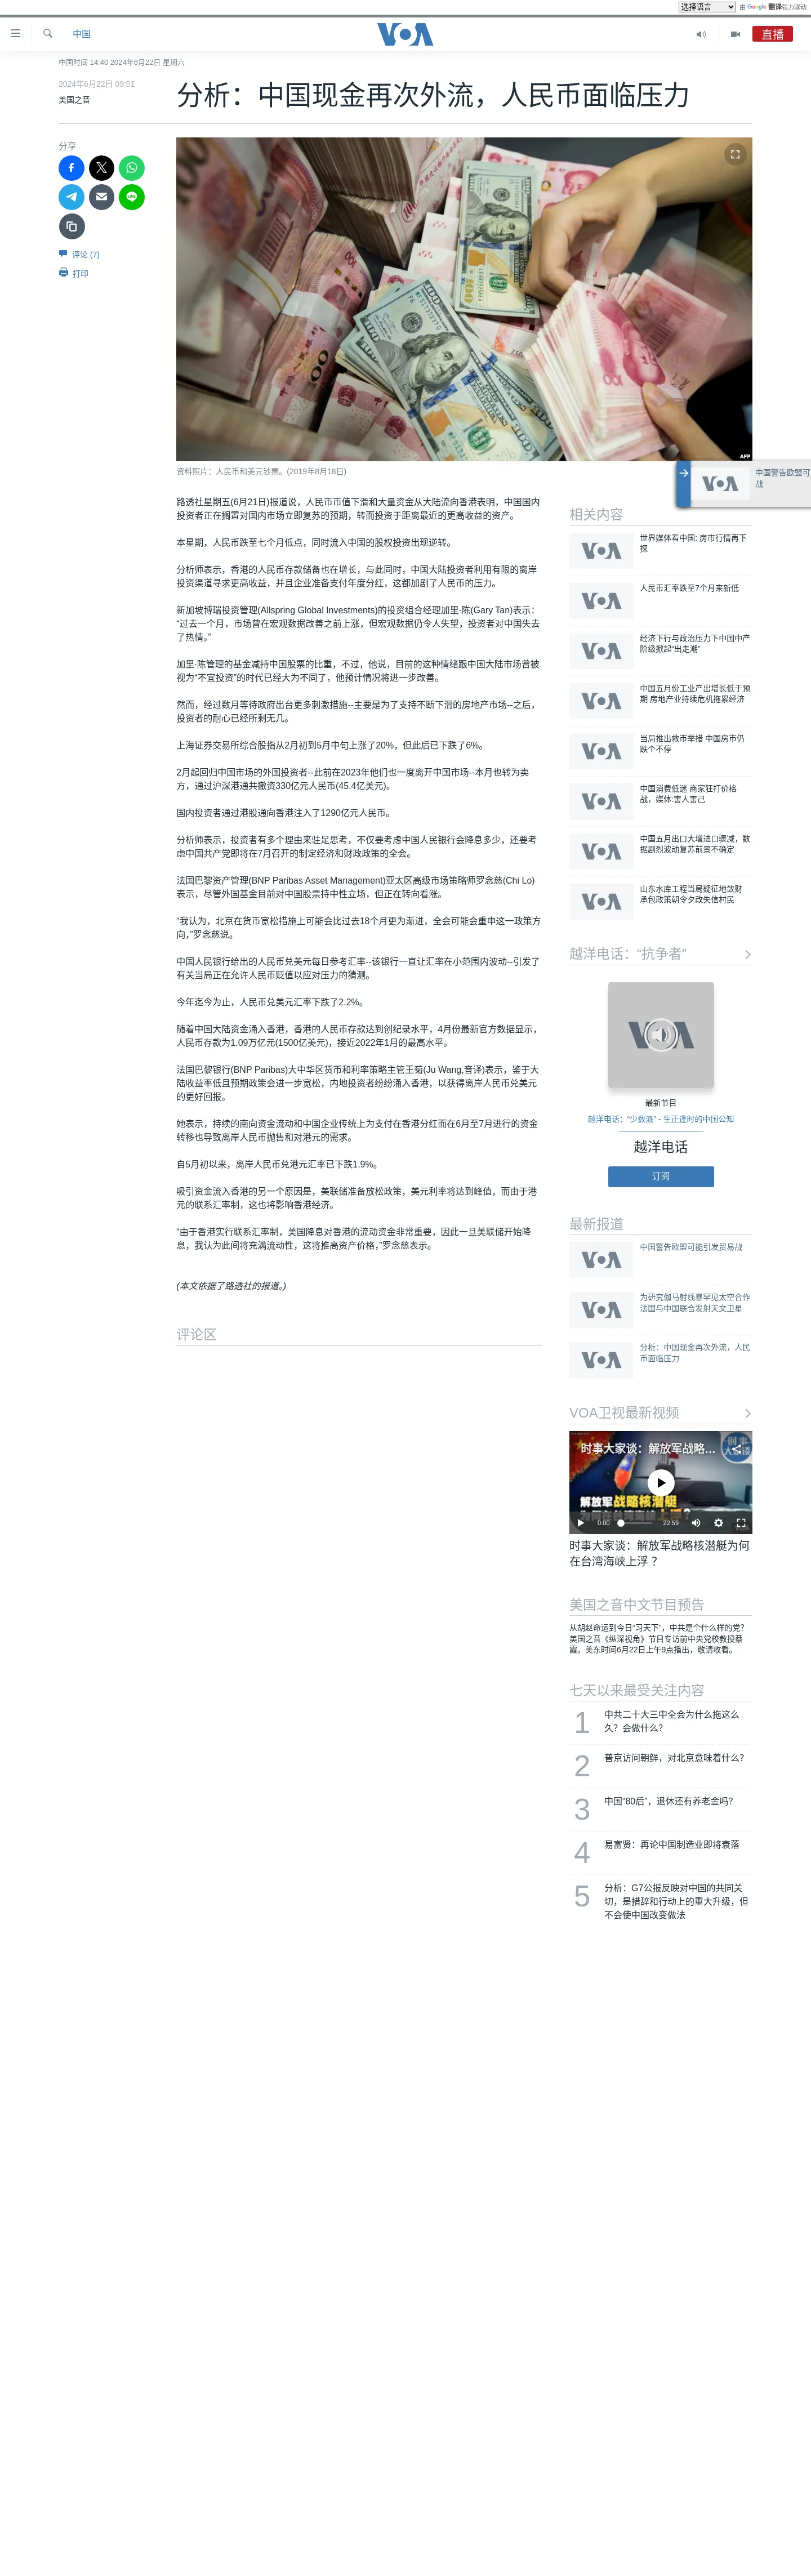 选择语言
由 Google 翻译強力驱动
中国
VOA
直播
中国时间 14:40 2024年6月22日 星期六
2024年6月22日 09:51
美国之音
分析：中国现金再次外流，人民币面临压力
分享
评论 (7)
打印
AFP
资料照片：人民币和美元钞票。(2019年8月18日)
中国警告欧盟可
战
路透社星期五(6月21日)报道说，人民币币值下滑和大量资金从大陆流向香港表明，中国国内
投资者正在搁置对国内市场立即复苏的预期，转而投资于距离最近的更高收益的资产。
本星期，人民币跌至七个月低点，同时流入中国的股权投资出现逆转。
分析师表示，香港的人民币存款储备也在增长，与此同时，中国大陆投资者利用有限的离岸
投资渠道寻求更高收益，并且企业准备支付年度分红，这都加剧了人民币的压力。
新加坡博瑞投资管理(Allspring Global Investments)的投资组合经理加里·陈(Gary Tan)表示：
“过去一个月，市场曾在宏观数据改善之前上涨，但宏观数据仍令人失望，投资者对中国失去
了热情。”
加里·陈管理的基金减持中国股票的比重，不过，他说，目前的这种情绪跟中国大陆市场曾被
视为“不宜投资”的时代已经大为不同了，他预计情况将进一步改善。
然而，经过数月等待政府出台更多刺激措施--主要是为了支持不断下滑的房地产市场--之后，
投资者的耐心已经所剩无几。
上海证券交易所综合股指从2月初到5月中旬上涨了20%，但此后已下跌了6%。
2月起回归中国市场的外国投资者--此前在2023年他们也一度离开中国市场--本月也转为卖
方，通过沪深港通共撤资330亿元人民币(45.4亿美元)。
国内投资者通过港股通向香港注入了1290亿元人民币。
分析师表示，投资者有多个理由来驻足思考，不仅要考虑中国人民银行会降息多少，还要考
虑中国共产党即将在7月召开的制定经济和财政政策的全会。
法国巴黎资产管理(BNP Paribas Asset Management)亚太区高级市场策略师罗念慈(Chi Lo)
表示，尽管外国基金目前对中国股票持中性立场，但正在转向看涨。
“我认为，北京在货币宽松措施上可能会比过去18个月更为渐进，全会可能会重申这一政策方
向，”罗念慈说。
中国人民银行给出的人民币兑美元每日参考汇率--该银行一直让汇率在小范围内波动--引发了
有关当局正在允许人民币贬值以应对压力的猜测。
今年迄今为止，人民币兑美元汇率下跌了2.2%。
随着中国大陆资金涌入香港，香港的人民币存款达到创纪录水平，4月份最新官方数据显示，
人民币存款为1.09万亿元(1500亿美元)，接近2022年1月的最高水平。
法国巴黎银行(BNP Paribas)大中华区货币和利率策略主管王菊(Ju Wang,音译)表示，鉴于大
陆收益率低且预期政策会进一步宽松，内地投资者纷纷涌入香港，以获得离岸人民币兑美元
的更好回报。
她表示，持续的南向资金流动和中国企业传统上为支付在香港分红而在6月至7月进行的资金
转移也导致离岸人民币抛售和对港元的需求。
自5月初以来，离岸人民币兑港元汇率已下跌1.9%。
吸引资金流入香港的另一个原因是，美联储准备放松政策，美元利率将达到峰值，而由于港
元的联系汇率制，这也将影响香港经济。
“由于香港实行联系汇率制，美国降息对香港的流动资金非常重要，因此一旦美联储开始降
息，我认为此间将充满流动性，这将推高资产价格，”罗念慈表示。
(本文依据了路透社的报道。)
评论区
相关内容
世界媒体看中国: 房市行情再下
探
人民币汇率跌至7个月来新低
经济下行与政治压力下中国中产
阶级掀起“出走潮”
中国五月份工业产出增长低于预
期 房地产业持续危机拖累经济
当局推出救市举措 中国房市仍
跌个不停
中国消费低迷 商家狂打价格
战，媒体:害人害己
中国五月出口大增进口骤减，数
据剧烈波动复苏前景不确定
山东水库工程当局疑征地敛财
承包政策朝令夕改失信村民
越洋电话：“抗争者”
最新节目
越洋电话：“少数派” - 生正逢时的中国公知
越洋电话
订阅
最新报道
中国警告欧盟可能引发贸易战
为研究伽马射线暴罕见太空合作
法国与中国联合发射天文卫星
分析：中国现金再次外流，人民
币面临压力
VOA卫视最新视频
时事大家谈：解放军战略...
解放军战略核潜艇
为何在台湾海峡上浮？
0:00
22:59
时事大家谈：解放军战略核潜艇为何
在台湾海峡上浮 ？
美国之音中文节目预告
从胡赵命运到今日“习天下”，中共是个什么样的党？
美国之音《纵深视角》节目专访前中央党校教授蔡
霞。美东时间6月22日上午9点播出，敬请收看。
七天以来最受关注内容
1
中共二十大三中全会为什么拖这么
久？会做什么？
2
普京访问朝鲜，对北京意味着什么？
3
中国“80后”，退休还有养老金吗？
4
易富贤：再论中国制造业即将衰落
5
分析：G7公报反映对中国的共同关
切，是措辞和行动上的重大升级，但
不会使中国改变做法